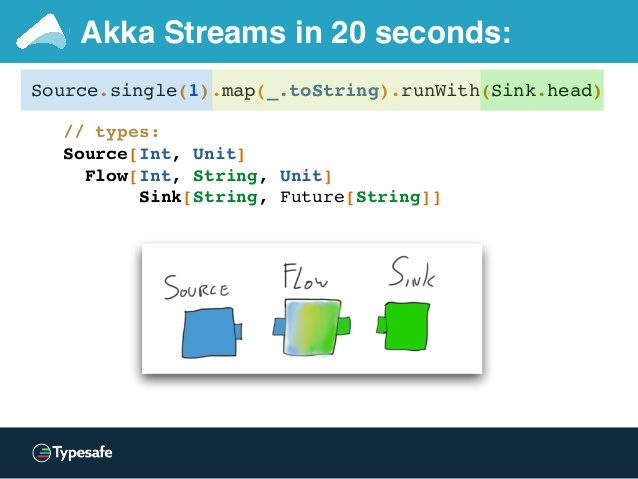 Akka Streams in 20 seconds:
Source.single(1).map(_.toString).runWith(Sink.head)
// types:
Source[Int, Unit]
Flow[Int, String, Unit]
Sink[String, Future[String]]
SOURCE FLOW SINK
Typesafe